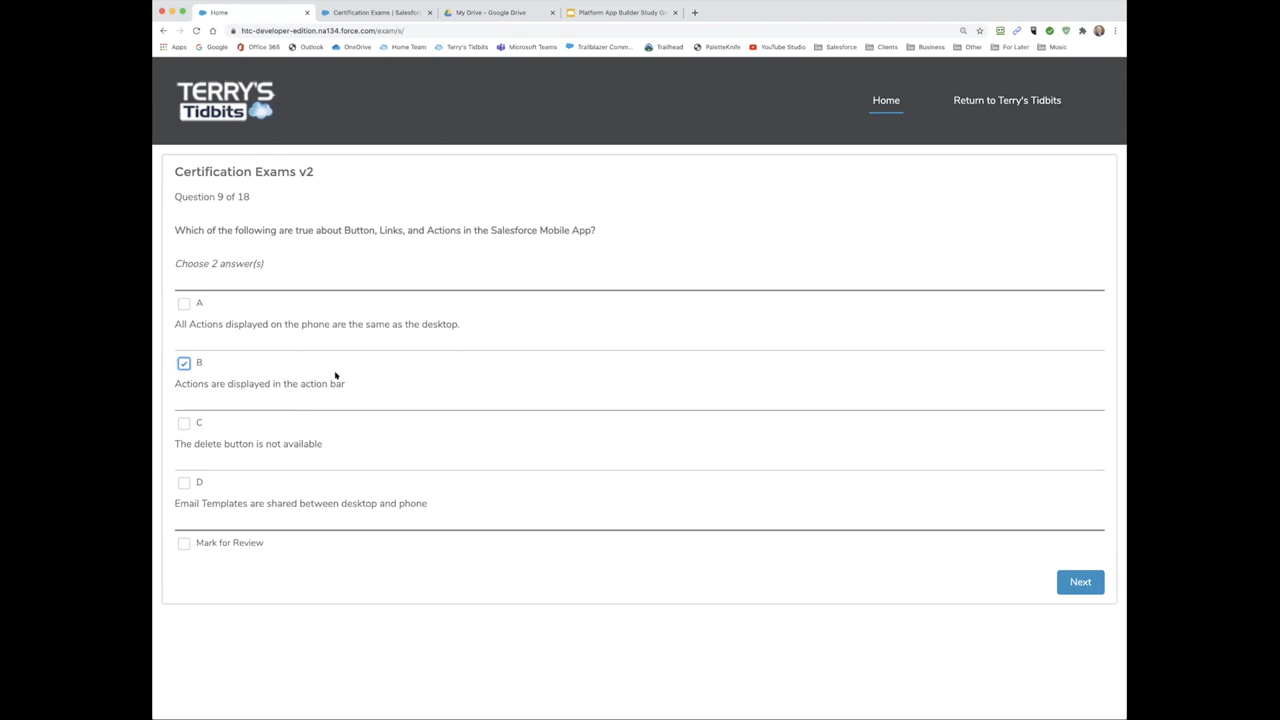 Home
Certification Exams | Salesfor
My Drive - Google Drive
Platform App Builder Study Gr
htc-developer-edition.na134.force.com/exam/s/
Apps
Google
Office 365
Outlook
OneDrive
Home Team
Terry's Tidbits
Microsoft Teams
Trailblazer Comm...
Trailhead
PaletteKnife
YouTube Studio
Salesforce
Clients
Business
Other
For Later
Music
TERRY'S
Tidbits
Home
Return to Terry's Tidbits
Certification Exams v2
Question 9 of 18
Which of the following are true about Button, Links, and Actions in the Salesforce Mobile App?
Choose 2 answer(s)
A
All Actions displayed on the phone are the same as the desktop.
B
Actions are displayed in the action bar
C
The delete button is not available
D
Email Templates are shared between desktop and phone
Mark for Review
Next